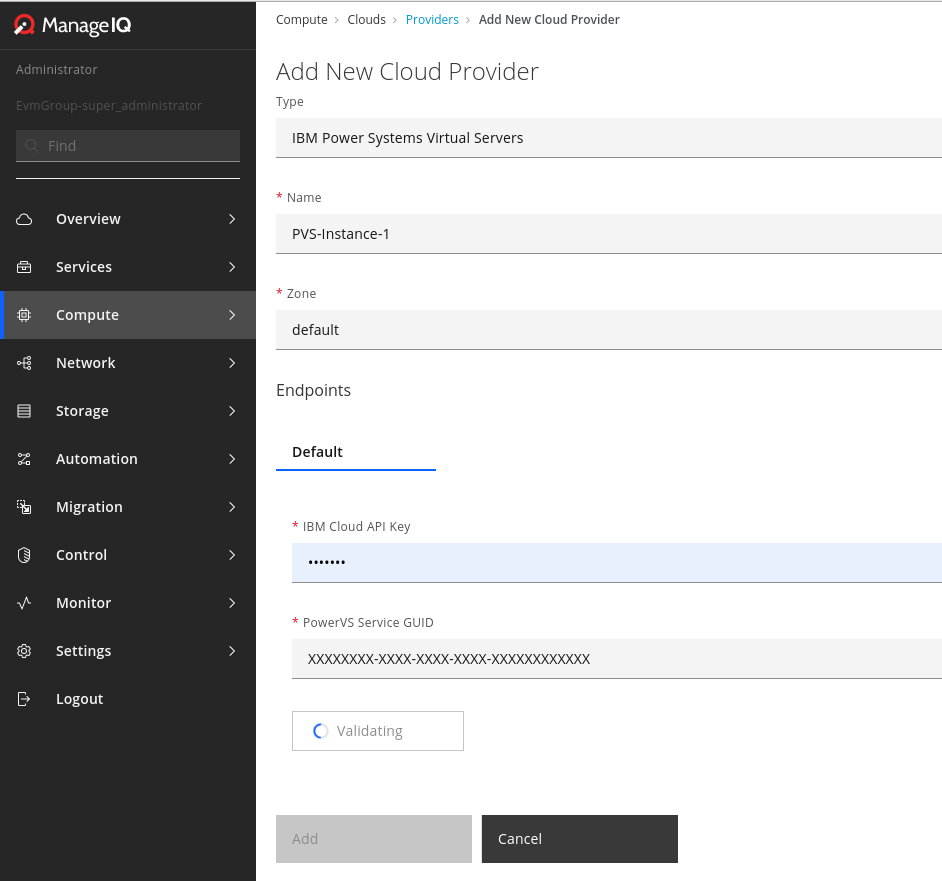 ManageIQ
Administrator
EvmGroup-super_administrator
Find
Overview
Services
Compute
Network
Storage
Automation
Migration
Control
Monitor
Settings
Logout
Compute > Clouds > Providers > Add New Cloud Provider
Add New Cloud Provider
Type
IBM Power Systems Virtual Servers
* Name
PVS-Instance-1
* Zone
default
Endpoints
Default
* IBM Cloud API Key
•••••••
* PowerVS Service GUID
XXXXXXXX-XXXX-XXXX-XXXX-XXXXXXXXXXXX
Validating
Add
Cancel